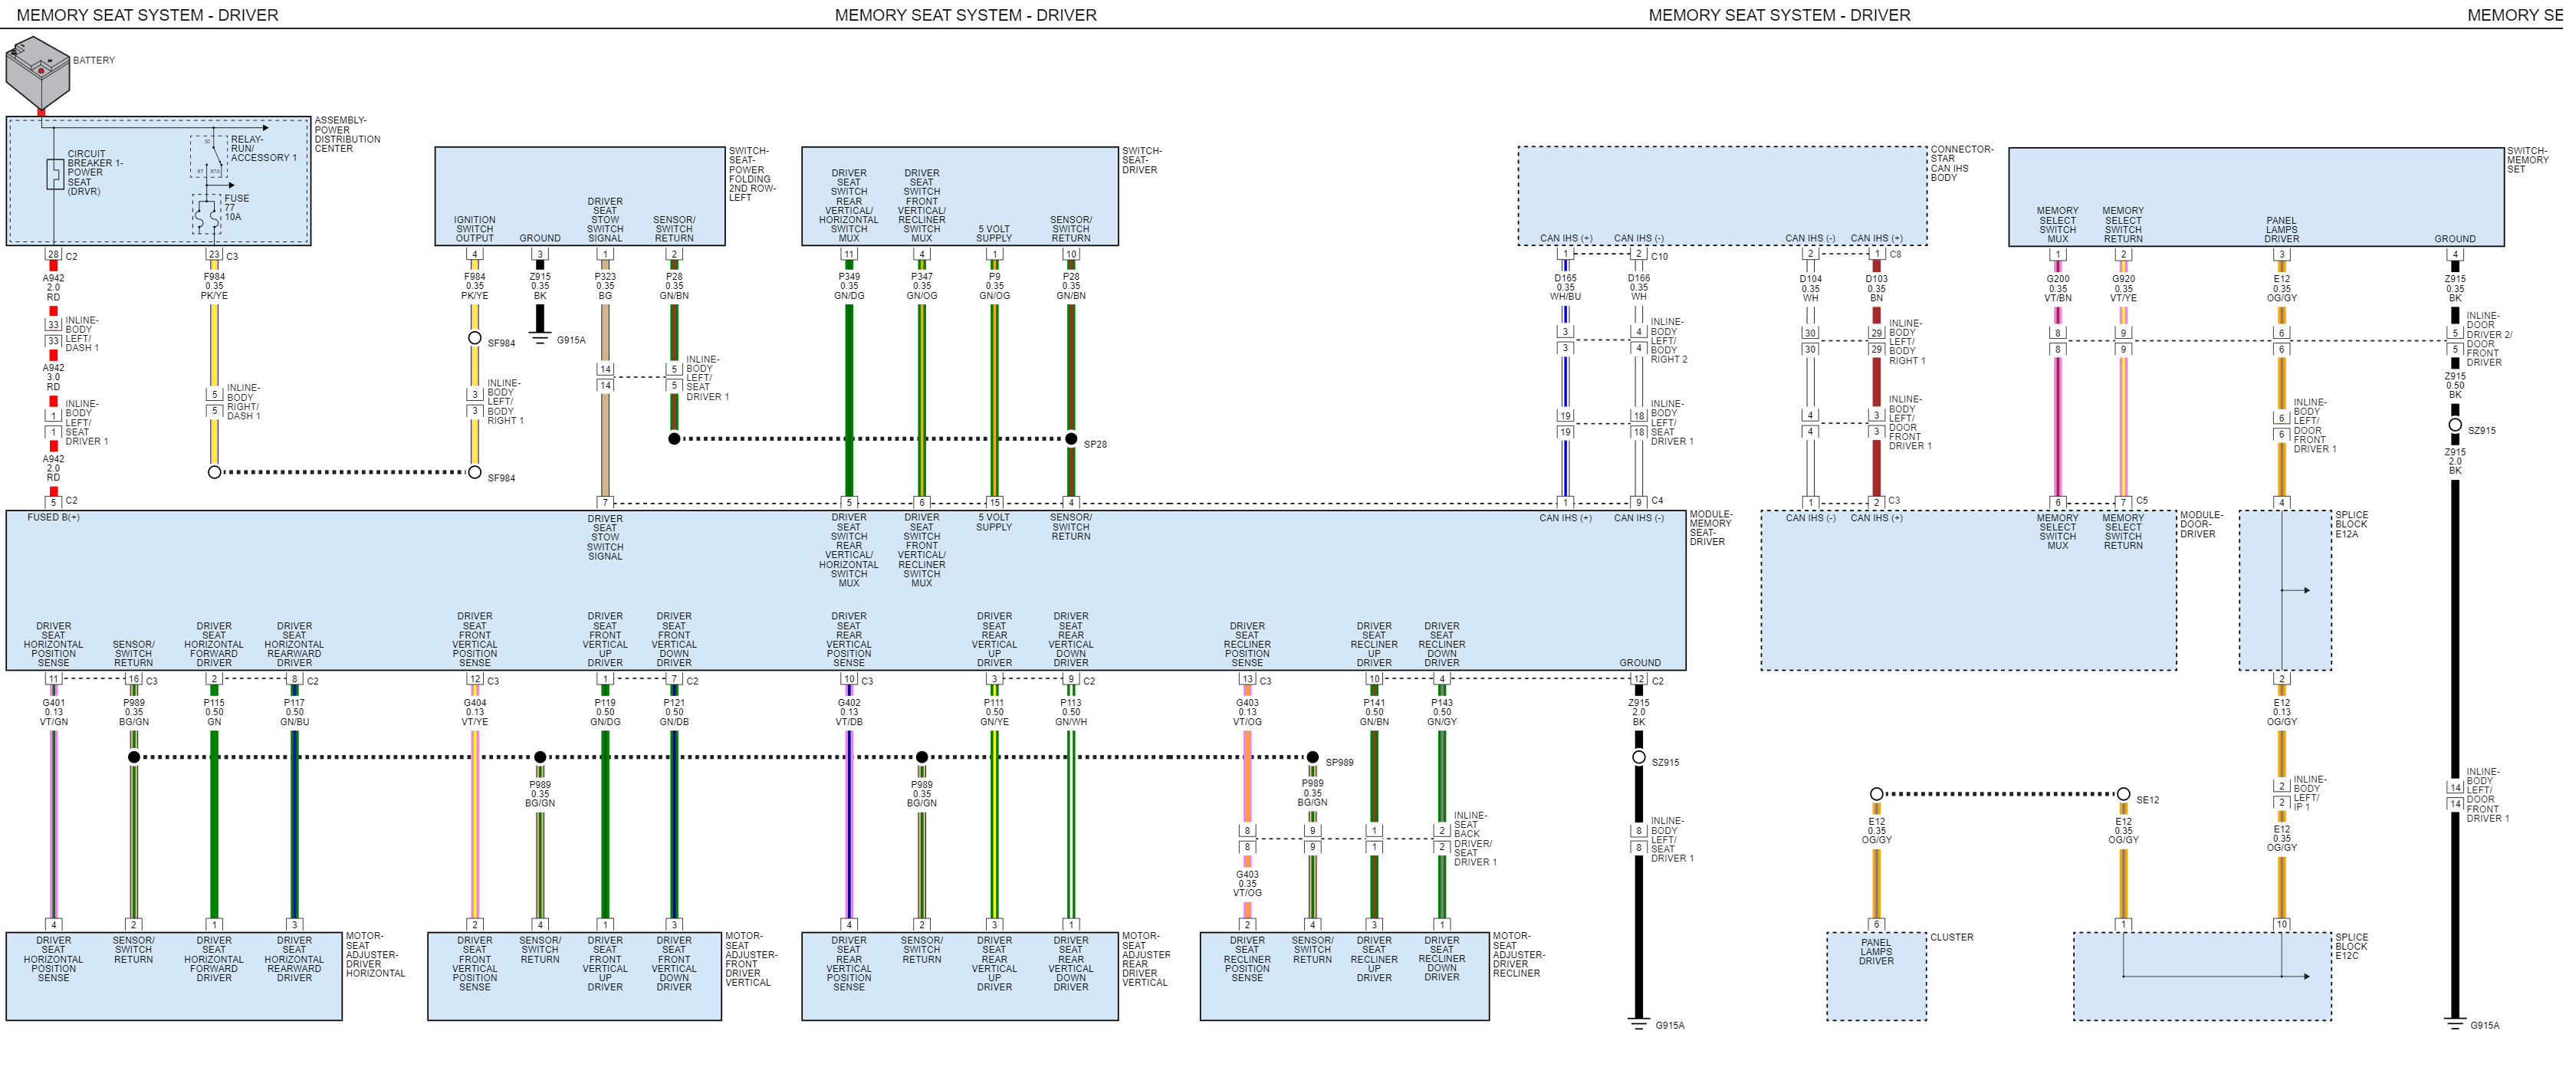 MEMORY SEAT SYSTEM - DRIVER
MEMORY SEAT SYSTEM - DRIVER
MEMORY SEAT SYSTEM - DRIVER
MEMORY SE
BATTERY
ASSEMBLY-
POWER
DISTRIBUTION
CENTER
CIRCUIT
BREAKER 1-
POWER
SEAT
(DRVR)
30
RELAY-
RUN/
ACCESSORY 1
87 87A
FUSE
77
10A
28 C2
23 C3
SWITCH-
SEAT-
POWER
FOLDING
2ND ROW-
LEFT
IGNITION
SWITCH
OUTPUT
GROUND
DRIVER
SEAT
STOW
SWITCH
SIGNAL
SENSOR/
SWITCH
RETURN
4 3 1 2
SWITCH-
SEAT-
DRIVER
DRIVER
SEAT
SWITCH
REAR
VERTICAL/
HORIZONTAL
SWITCH
MUX
DRIVER
SEAT
SWITCH
FRONT
VERTICAL/
RECLINER
SWITCH
MUX
5 VOLT
SUPPLY
SENSOR/
SWITCH
RETURN
11 4 1 10
CONNECTOR-
STAR
CAN IHS
BODY
CAN IHS (+)
CAN IHS (-)
CAN IHS (-)
CAN IHS (+)
1 2 C10
2 1 C8
SWITCH-
MEMORY
SET
MEMORY
SELECT
SWITCH
MUX
MEMORY
SELECT
SWITCH
RETURN
PANEL
LAMPS
DRIVER
GROUND
1 2 3 4
A942
2.0
RD
33
33
INLINE-
BODY
LEFT/
DASH 1
A942
3.0
RD
1
1
INLINE-
BODY
LEFT/
SEAT
DRIVER 1
A942
2.0
RD
5 C2
F984
0.35
PK/YE
5
5
INLINE-
BODY
RIGHT/
DASH 1
F984
0.35
PK/YE
SF984
3
3
INLINE-
BODY
LEFT/
BODY
RIGHT 1
SF984
Z915
0.35
BK
G915A
P323
0.35
BG
14
14
P28
0.35
GN/BN
5
5
INLINE-
BODY
LEFT/
SEAT
DRIVER 1
7
P349
0.35
GN/DG
P347
0.35
GN/OG
P9
0.35
GN/OG
P28
0.35
GN/BN
SP28
5 6 15 4
D165
0.35
WH/BU
D166
0.35
WH
3 4
3 4
INLINE-
BODY
LEFT/
BODY
RIGHT 2
19 18
19 18
INLINE-
BODY
LEFT/
SEAT
DRIVER 1
1 9 C4
D104
0.35
WH
D103
0.35
BN
30 29
30 29
INLINE-
BODY
LEFT/
BODY
RIGHT 1
4 3
4 3
INLINE-
BODY
LEFT/
DOOR
FRONT
DRIVER 1
1 2 C3
G200
0.35
VT/BN
G920
0.35
VT/YE
E12
0.35
OG/GY
Z915
0.35
BK
8 9 6 5
8 9 6 5
INLINE-
DOOR
DRIVER 2/
DOOR
FRONT
DRIVER
6
6
INLINE-
BODY
LEFT/
DOOR
FRONT
DRIVER 1
Z915
0.50
BK
SZ915
Z915
2.0
BK
6 7 C5
4
FUSED B(+)
DRIVER
SEAT
STOW
SWITCH
SIGNAL
DRIVER
SEAT
SWITCH
REAR
VERTICAL/
HORIZONTAL
SWITCH
MUX
DRIVER
SEAT
SWITCH
FRONT
VERTICAL/
RECLINER
SWITCH
MUX
5 VOLT
SUPPLY
SENSOR/
SWITCH
RETURN
CAN IHS (+)
CAN IHS (-)
MODULE-
MEMORY
SEAT-
DRIVER
CAN IHS (-)
CAN IHS (+)
MEMORY
SELECT
SWITCH
MUX
MEMORY
SELECT
SWITCH
RETURN
MODULE-
DOOR-
DRIVER
SPLICE
BLOCK
E12A
DRIVER
SEAT
HORIZONTAL
POSITION
SENSE
SENSOR/
SWITCH
RETURN
DRIVER
SEAT
HORIZONTAL
FORWARD
DRIVER
DRIVER
SEAT
HORIZONTAL
REARWARD
DRIVER
DRIVER
SEAT
FRONT
VERTICAL
POSITION
SENSE
DRIVER
SEAT
FRONT
VERTICAL
UP
DRIVER
DRIVER
SEAT
FRONT
VERTICAL
DOWN
DRIVER
DRIVER
SEAT
REAR
VERTICAL
POSITION
SENSE
DRIVER
SEAT
REAR
VERTICAL
UP
DRIVER
DRIVER
SEAT
REAR
VERTICAL
DOWN
DRIVER
DRIVER
SEAT
RECLINER
POSITION
SENSE
DRIVER
SEAT
RECLINER
UP
DRIVER
DRIVER
SEAT
RECLINER
DOWN
DRIVER
GROUND
11 16 C3
2 8 C2
12 C3
1 7 C2
10 C3
3 9 C2
13 C3
10 4 12 C2
2
G401
0.13
VT/GN
P989
0.35
BG/GN
P115
0.50
GN
P117
0.50
GN/BU
G404
0.13
VT/YE
P119
0.50
GN/DG
P121
0.50
GN/DB
G402
0.13
VT/DB
P111
0.50
GN/YE
P113
0.50
GN/WH
G403
0.13
VT/OG
P141
0.50
GN/BN
P143
0.50
GN/GY
Z915
2.0
BK
E12
0.13
OG/GY
P989
0.35
BG/GN
P989
0.35
BG/GN
SP989
P989
0.35
BG/GN
SZ915
8 9 1 2
8 9 1 2
INLINE-
SEAT
BACK
DRIVER/
SEAT
DRIVER 1
G403
0.35
VT/OG
8
8
INLINE-
BODY
LEFT/
SEAT
DRIVER 1
G915A
SE12
E12
0.35
OG/GY
E12
0.35
OG/GY
2
2
INLINE-
BODY
LEFT/
IP 1
E12
0.35
OG/GY
14
14
INLINE-
BODY
LEFT/
DOOR
FRONT
DRIVER 1
G915A
4 2 1 3
DRIVER
SEAT
HORIZONTAL
POSITION
SENSE
SENSOR/
SWITCH
RETURN
DRIVER
SEAT
HORIZONTAL
FORWARD
DRIVER
DRIVER
SEAT
HORIZONTAL
REARWARD
DRIVER
MOTOR-
SEAT
ADJUSTER-
DRIVER
HORIZONTAL
2 4 1 3
DRIVER
SEAT
FRONT
VERTICAL
POSITION
SENSE
SENSOR/
SWITCH
RETURN
DRIVER
SEAT
FRONT
VERTICAL
UP
DRIVER
DRIVER
SEAT
FRONT
VERTICAL
DOWN
DRIVER
MOTOR-
SEAT
ADJUSTER-
FRONT
DRIVER
VERTICAL
4 2 3 1
DRIVER
SEAT
REAR
VERTICAL
POSITION
SENSE
SENSOR/
SWITCH
RETURN
DRIVER
SEAT
REAR
VERTICAL
UP
DRIVER
DRIVER
SEAT
REAR
VERTICAL
DOWN
DRIVER
MOTOR-
SEAT
ADJUSTER
REAR
DRIVER
VERTICAL
2 4 3 1
DRIVER
SEAT
RECLINER
POSITION
SENSE
SENSOR/
SWITCH
RETURN
DRIVER
SEAT
RECLINER
UP
DRIVER
DRIVER
SEAT
RECLINER
DOWN
DRIVER
MOTOR-
SEAT
ADJUSTER-
DRIVER
RECLINER
6
PANEL
LAMPS
DRIVER
CLUSTER
1 10
SPLICE
BLOCK
E12C